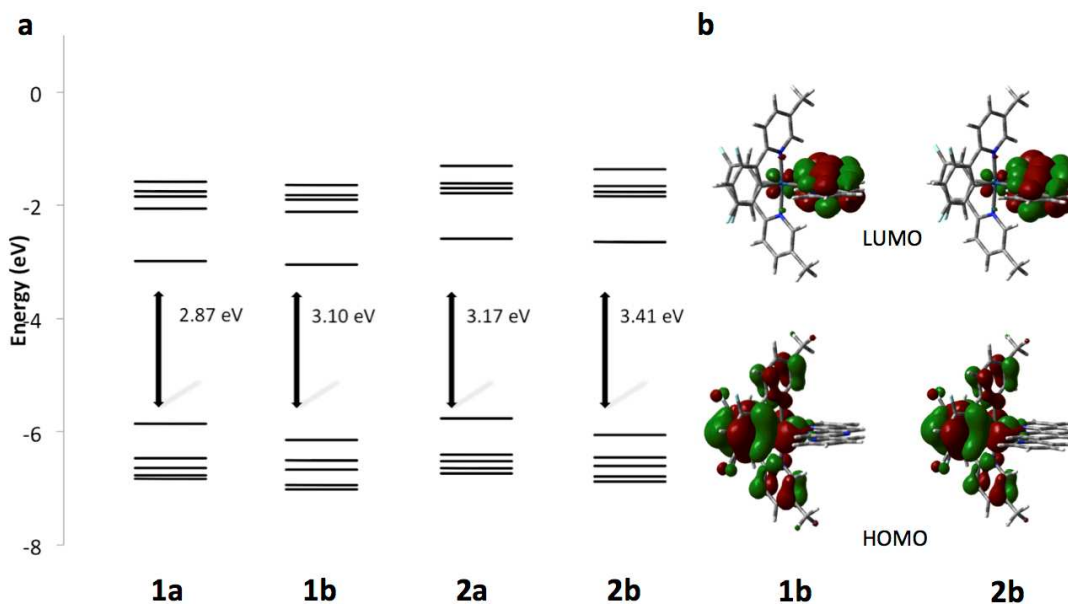 a
b
Energy (eV)
0
-2
-4
-6
-8
2.87 eV
3.10 eV
3.17 eV
3.41 eV
1a
1b
2a
2b
LUMO
HOMO
1b
2b